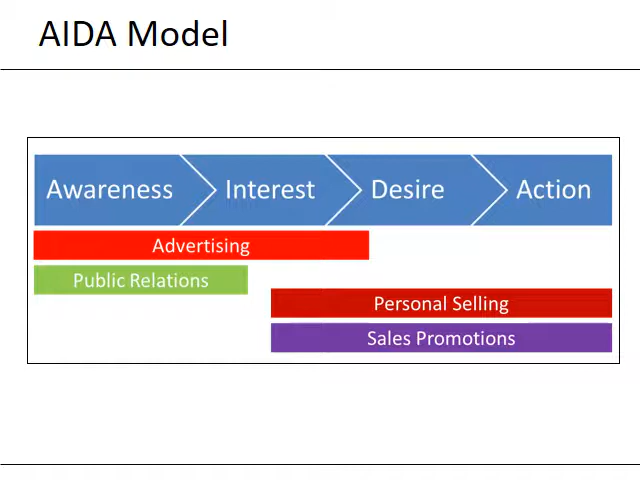 AIDA Model
Awareness Interest Desire Action
Advertising
Public Relations
Personal Selling
Sales Promotions